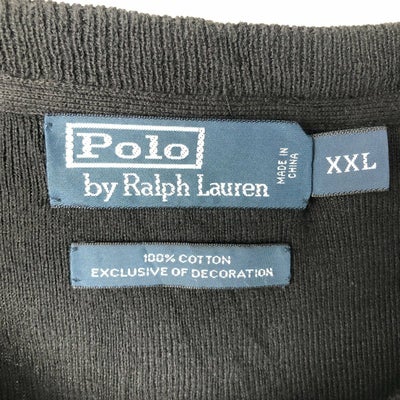 Polo
by Ralph Lauren
MADE IN
CHINA
XXL
100% COTTON
EXCLUSIVE OF DECORATION